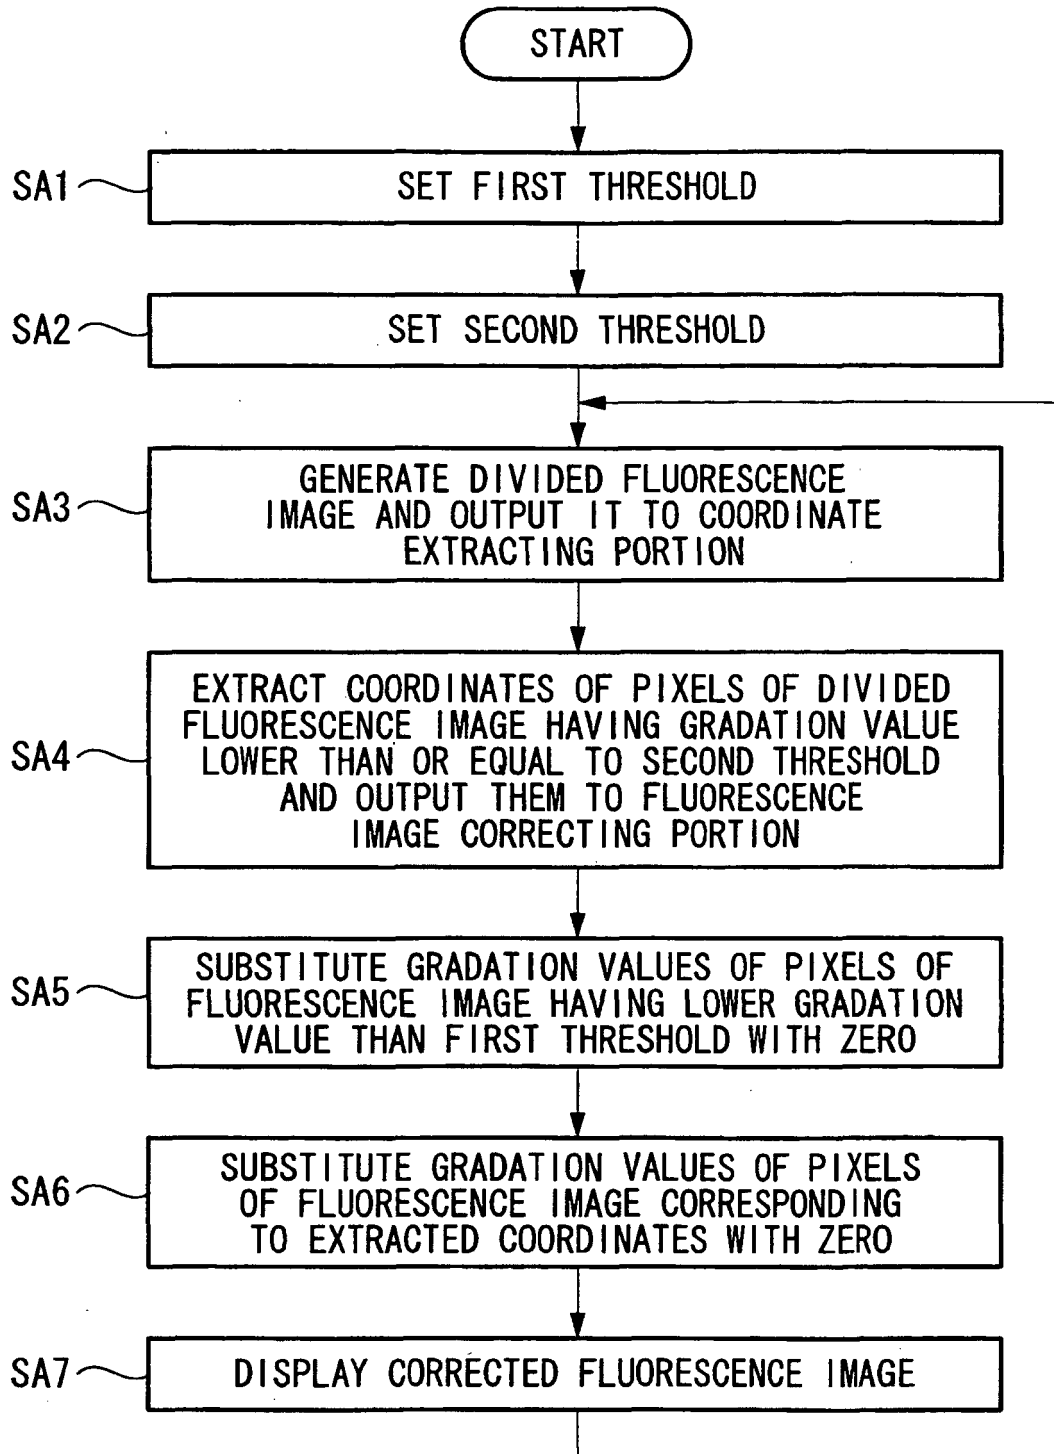 START
SA1
SET FIRST THRESHOLD
SA2
SET SECOND THRESHOLD
SA3
GENERATE DIVIDED FLUORESCENCE
IMAGE AND OUTPUT IT TO COORDINATE
EXTRACTING PORTION
SA4
EXTRACT COORDINATES OF PIXELS OF DIVIDED
FLUORESCENCE IMAGE HAVING GRADATION VALUE
LOWER THAN OR EQUAL TO SECOND THRESHOLD
AND OUTPUT THEM TO FLUORESCENCE
IMAGE CORRECTING PORTION
SA5
SUBSTITUTE GRADATION VALUES OF PIXELS OF
FLUORESCENCE IMAGE HAVING LOWER GRADATION
VALUE THAN FIRST THRESHOLD WITH ZERO
SA6
SUBSTITUTE GRADATION VALUES OF PIXELS
OF FLUORESCENCE IMAGE CORRESPONDING
TO EXTRACTED COORDINATES WITH ZERO
SA7
DISPLAY CORRECTED FLUORESCENCE IMAGE